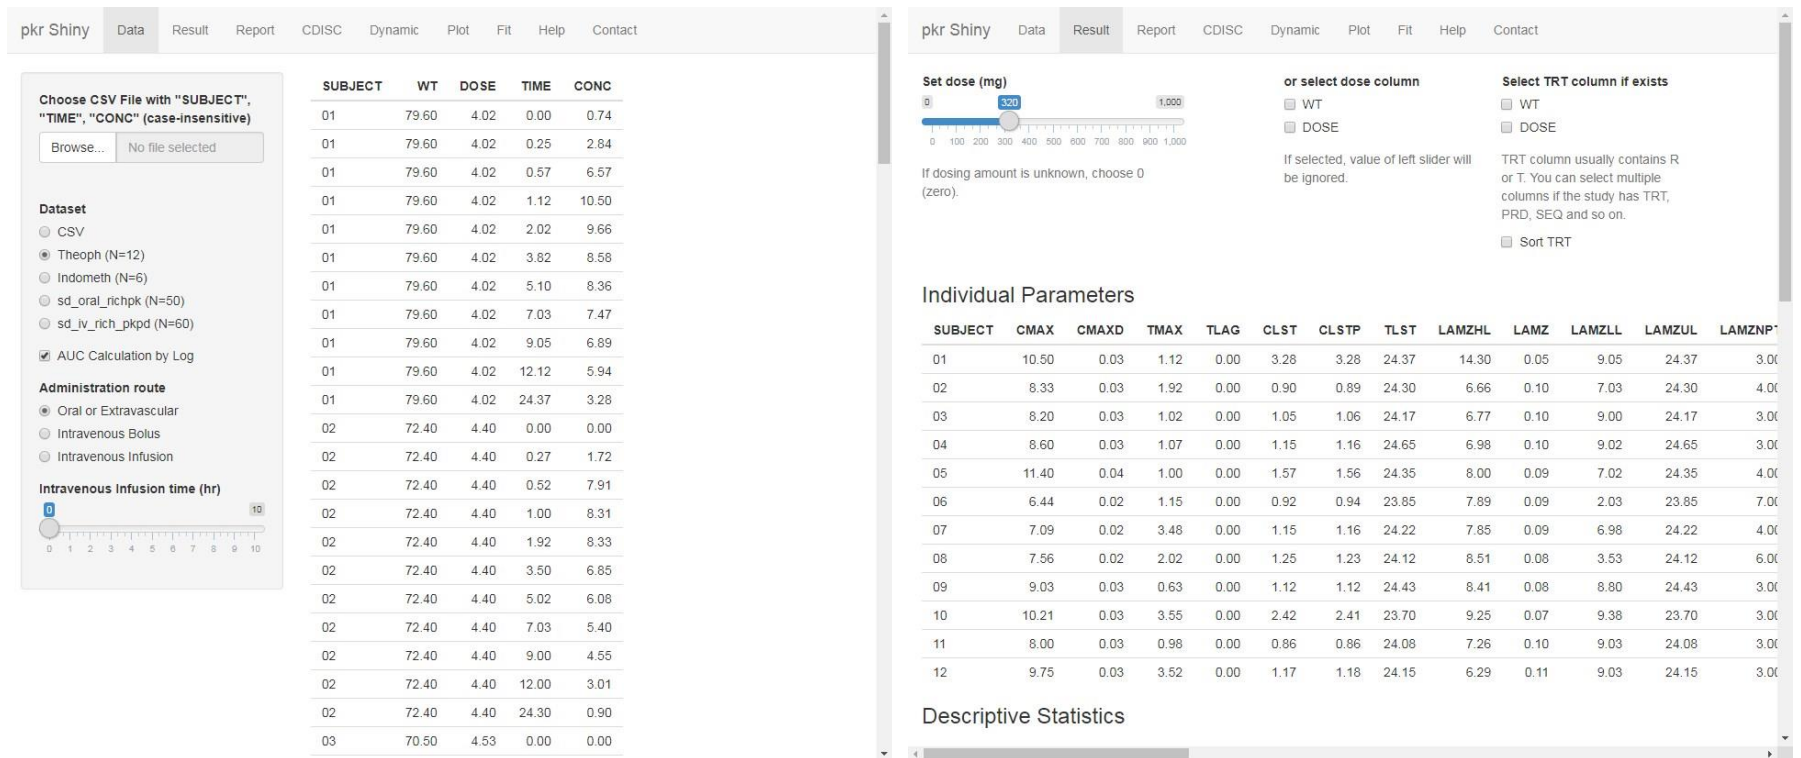 pkr Shiny Data Result Report CDISC Dynamic Plot Fit Help Contact
Choose CSV File with "SUBJECT",
"TIME", "CONC" (case-insensitive)
Browse... No file selected
Dataset
CSV
Theoph (N=12)
Indometh (N=6)
sd_oral_richpk (N=50)
sd_iv_rich_pkpd (N=60)
AUC Calculation by Log
Administration route
Oral or Extravascular
Intravenous Bolus
Intravenous Infusion
Intravenous Infusion time (hr)
0 10
0 1 2 3 4 5 6 7 8 9 10
SUBJECT WT DOSE TIME CONC
01 79.60 4.02 0.00 0.74
01 79.60 4.02 0.25 2.84
01 79.60 4.02 0.57 6.57
01 79.60 4.02 1.12 10.50
01 79.60 4.02 2.02 9.66
01 79.60 4.02 3.82 8.58
01 79.60 4.02 5.10 8.36
01 79.60 4.02 7.03 7.47
01 79.60 4.02 9.05 6.89
01 79.60 4.02 12.12 5.94
01 79.60 4.02 24.37 3.28
02 72.40 4.40 0.00 0.00
02 72.40 4.40 0.27 1.72
02 72.40 4.40 0.52 7.91
02 72.40 4.40 1.00 8.31
02 72.40 4.40 1.92 8.33
02 72.40 4.40 3.50 6.85
02 72.40 4.40 5.02 6.08
02 72.40 4.40 7.03 5.40
02 72.40 4.40 9.00 4.55
02 72.40 4.40 12.00 3.01
02 72.40 4.40 24.30 0.90
03 70.50 4.53 0.00 0.00
pkr Shiny Data Result Report CDISC Dynamic Plot Fit Help Contact
Set dose (mg)
0 320 1,000
0 100 200 300 400 500 600 700 800 900 1,000
If dosing amount is unknown, choose 0
(zero).
or select dose column
WT
DOSE
If selected, value of left slider will
be ignored.
Select TRT column if exists
WT
DOSE
TRT column usually contains R
or T. You can select multiple
columns if the study has TRT,
PRD, SEQ and so on.
Sort TRT
Individual Parameters
SUBJECT CMAX CMAXD TMAX TLAG CLST CLSTP TLST LAMZHL LAMZ LAMZLL LAMZUL LAMZNPT
01 10.50 0.03 1.12 0.00 3.28 3.28 24.37 14.30 0.05 9.05 24.37 3.00
02 8.33 0.03 1.92 0.00 0.90 0.89 24.30 6.66 0.10 7.03 24.30 4.00
03 8.20 0.03 1.02 0.00 1.05 1.06 24.17 6.77 0.10 9.00 24.17 3.00
04 8.60 0.03 1.07 0.00 1.15 1.16 24.65 6.98 0.10 9.02 24.65 3.00
05 11.40 0.04 1.00 0.00 1.57 1.56 24.35 8.00 0.09 7.02 24.35 4.00
06 6.44 0.02 1.15 0.00 0.92 0.94 23.85 7.89 0.09 2.03 23.85 7.00
07 7.09 0.02 3.48 0.00 1.15 1.16 24.22 7.85 0.09 6.98 24.22 4.00
08 7.56 0.02 2.02 0.00 1.25 1.23 24.12 8.51 0.08 3.53 24.12 6.00
09 9.03 0.03 0.63 0.00 1.12 1.12 24.43 8.41 0.08 8.80 24.43 3.00
10 10.21 0.03 3.55 0.00 2.42 2.41 23.70 9.25 0.07 9.38 23.70 3.00
11 8.00 0.03 0.98 0.00 0.86 0.86 24.08 7.26 0.10 9.03 24.08 3.00
12 9.75 0.03 3.52 0.00 1.17 1.18 24.15 6.29 0.11 9.03 24.15 3.00
Descriptive Statistics